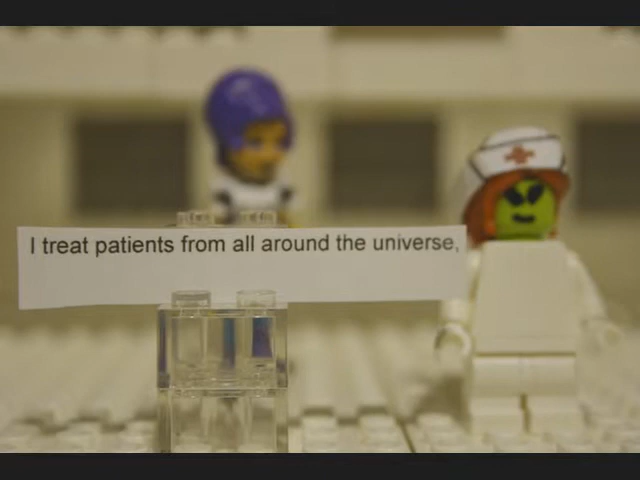 I treat patients from all around the universe,